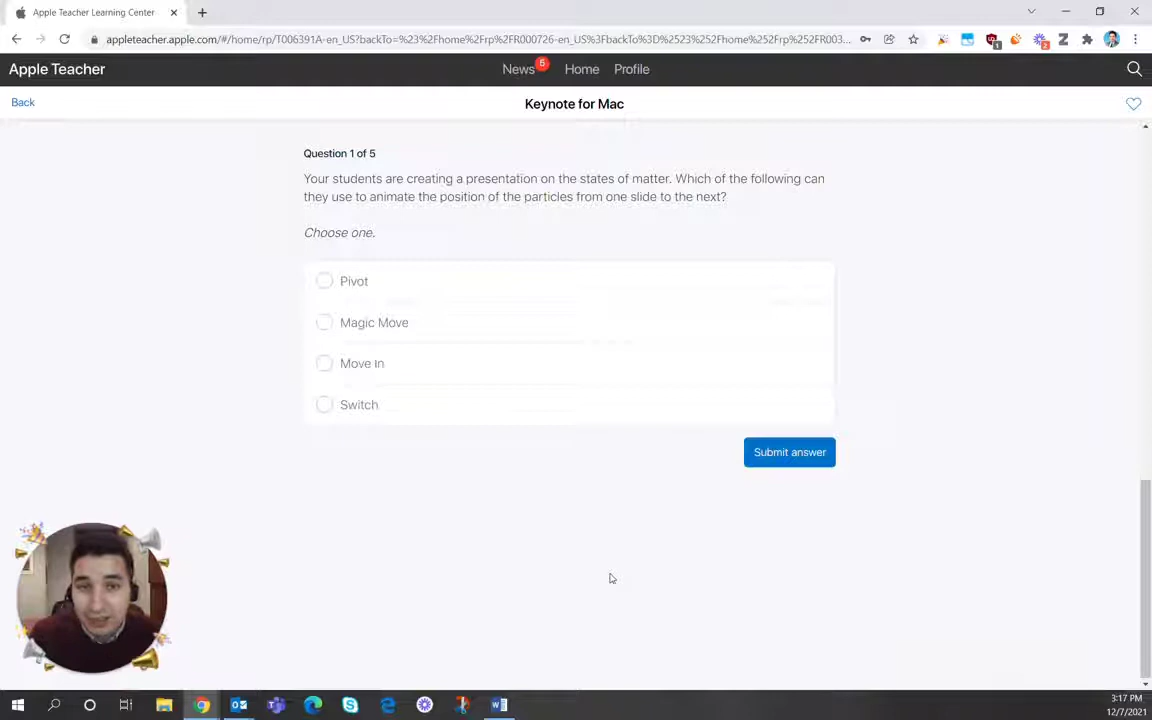 Apple Teacher Learning Center
appleteacher.apple.com/#/home/rp/T006391A-en_US?backTo=%23%2Fhome%2Frp%2FR000726-en_US%3FbackTo%3D%2523%252Fhome%252Frp%252FR003...
Apple Teacher
News
6
Home
Profile
Back
Keynote for Mac
Question 1 of 5
Your students are creating a presentation on the states of matter. Which of the following can
they use to animate the position of the particles from one slide to the next?
Choose one.
Pivot
Magic Move
Move In
Switch
Submit answer
3:17 PM
12/7/2021